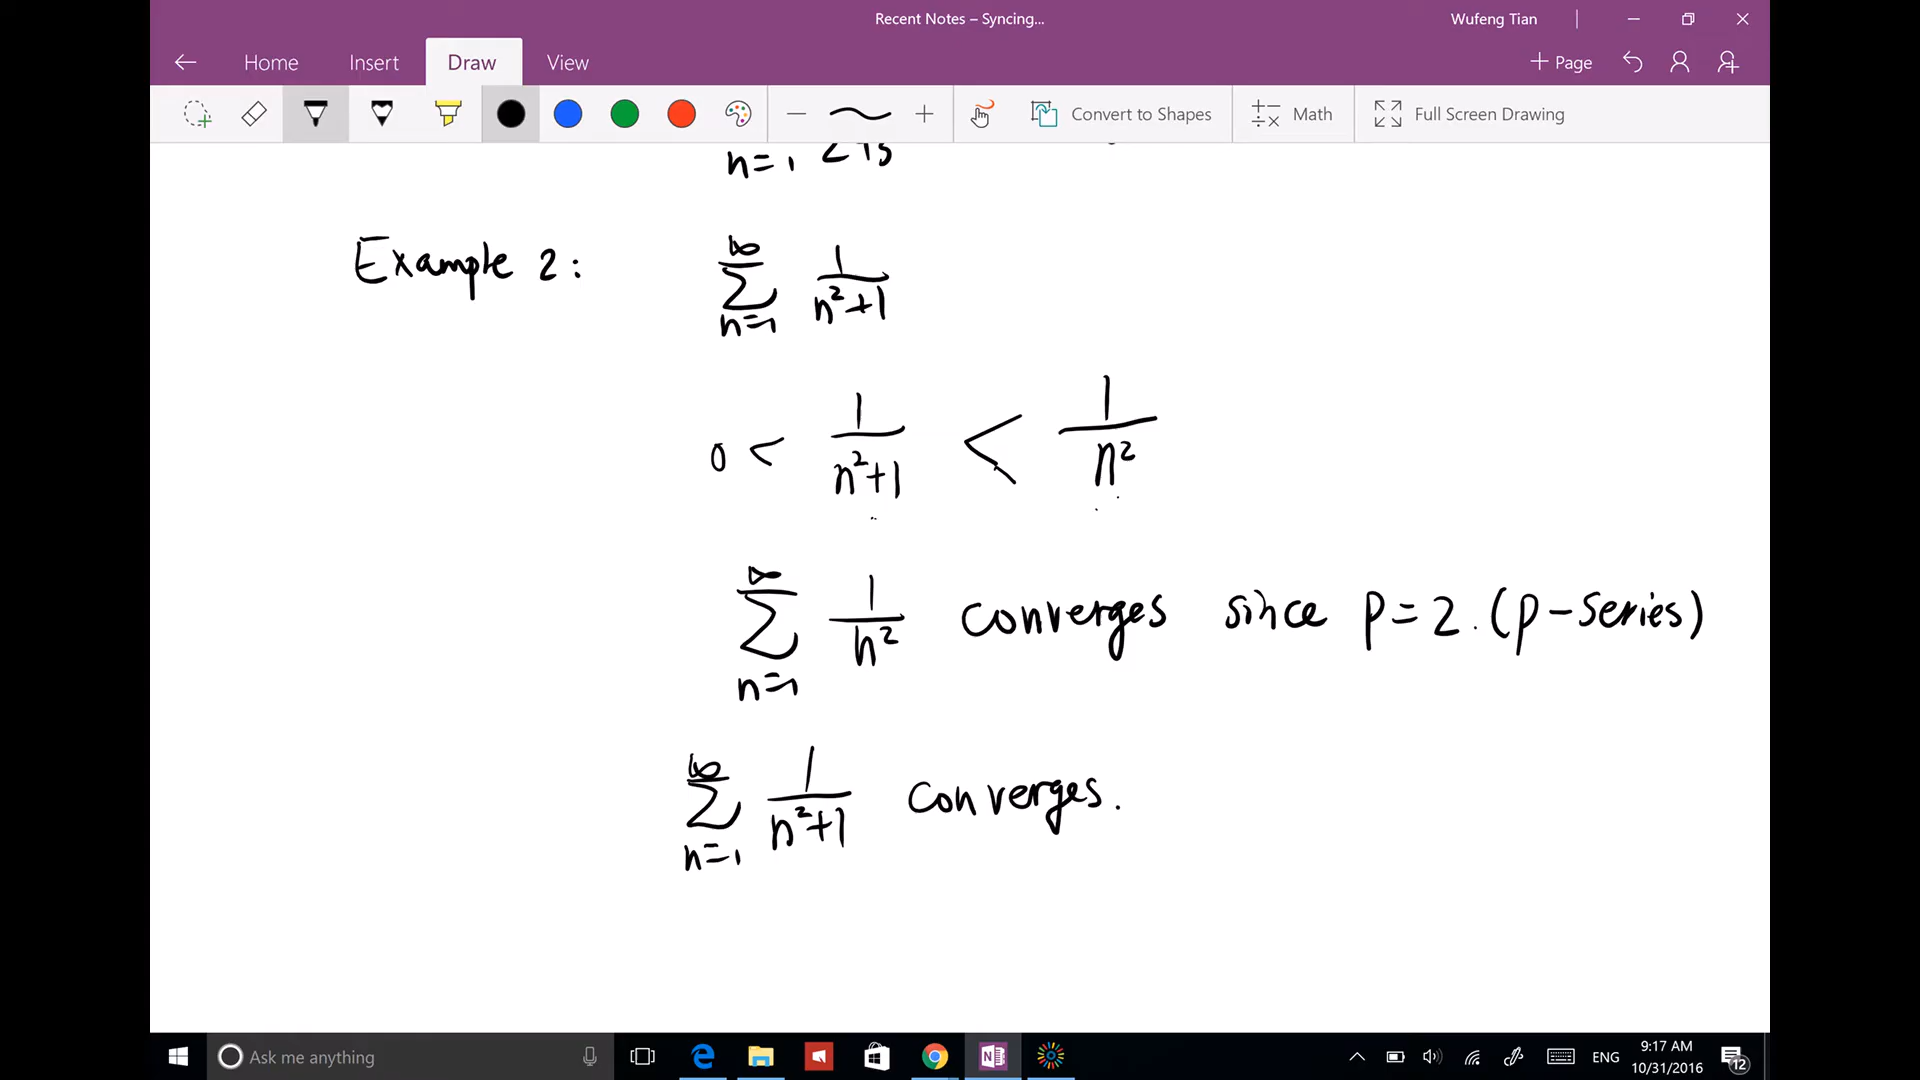 Recent Notes – Syncing...
Wufeng Tian
Home Insert Draw View
Page
Convert to Shapes Math Full Screen Drawing
n=1
Example 2: ∞ ∑ n=1 1/(n²+1)
0 < 1/(n²+1) < 1/n²
∞ ∑ n=1 1/n² converges since p=2. (p-series)
∞ ∑ n=1 1/(n²+1) converges.
Ask me anything
ENG
9:17 AM
10/31/2016
12